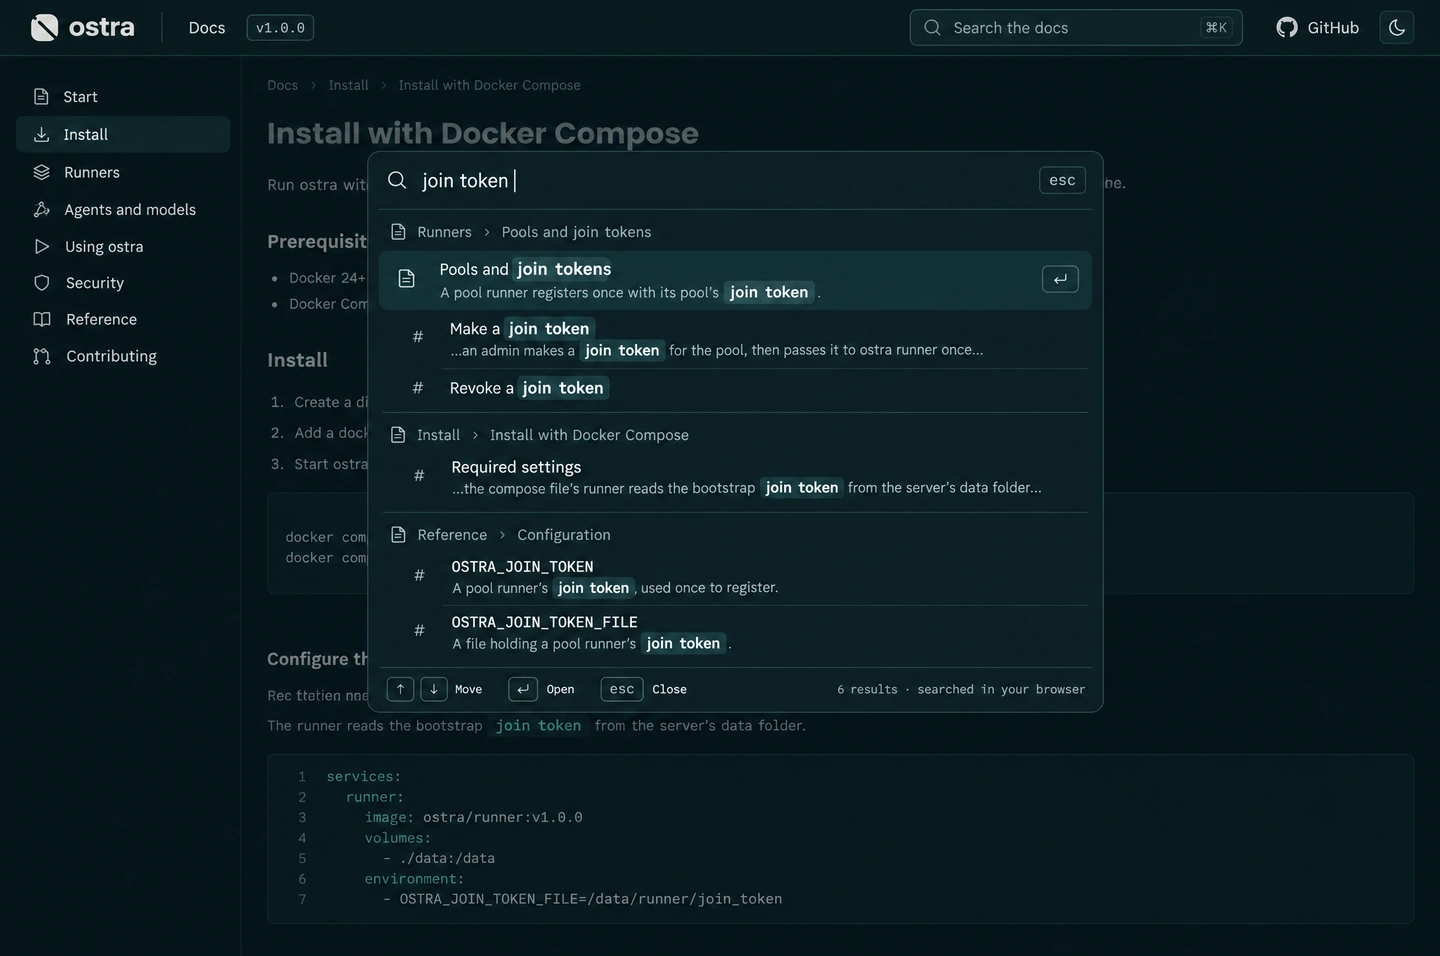 ostra Docs v1.0.0 Search the docs ⌘K GitHub
Start
Install
Runners
Agents and models
Using ostra
Security
Reference
Contributing
Docs > Install > Install with Docker Compose
Install with Docker Compose
Run ostra
join token
esc
Runners > Pools and join tokens
Pools and join tokens
A pool runner registers once with its pool's join token.
# Make a join token
...an admin makes a join token for the pool, then passes it to ostra runner once...
# Revoke a join token
Install > Install with Docker Compose
# Required settings
...the compose file's runner reads the bootstrap join token from the server's data folder...
Reference > Configuration
# OSTRA_JOIN_TOKEN
A pool runner's join token, used once to register.
# OSTRA_JOIN_TOKEN_FILE
A file holding a pool runner's join token.
↑ ↓ Move ↵ Open esc Close 6 results · searched in your browser
Prerequisit
• Docker 24+
• Docker Com
Install
1. Create a di
2. Add a dock
3. Start ostra
docker com
docker com
Configure th
The runner reads the bootstrap join token from the server's data folder.
1 services:
2 runner:
3 image: ostra/runner:v1.0.0
4 volumes:
5 - ./data:/data
6 environment:
7 - OSTRA_JOIN_TOKEN_FILE=/data/runner/join_token